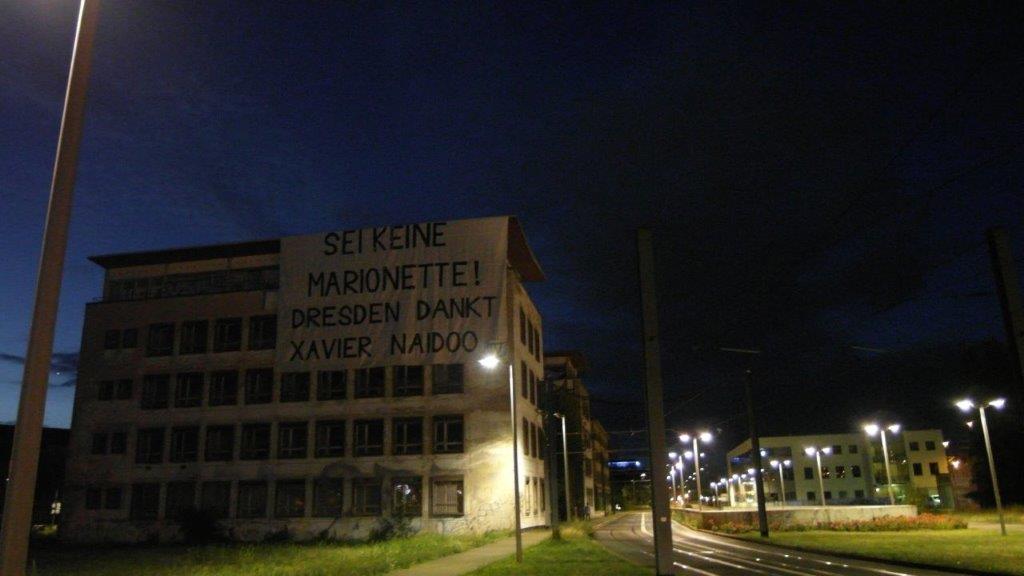 SEI KEINE
MARIONETTE!
DRESDEN DANKT
XAVIER NAIDOO